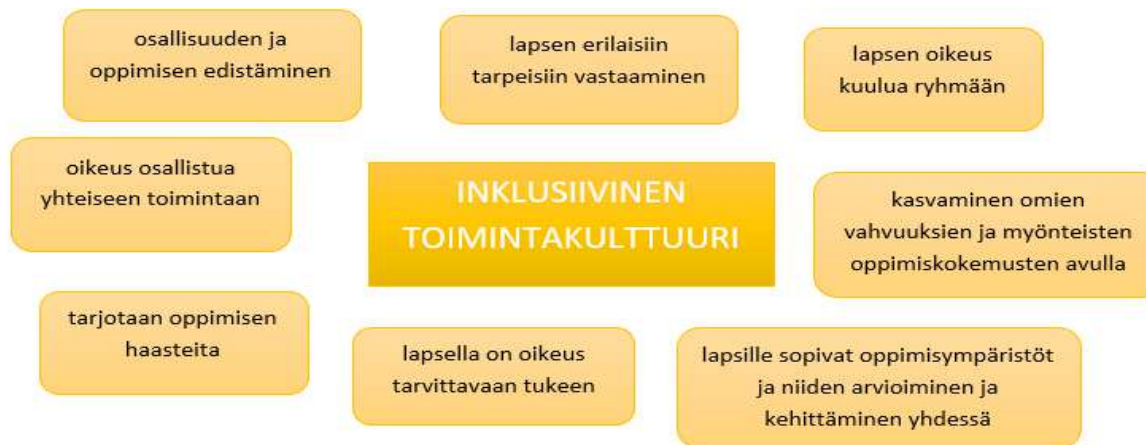 osallisuuden ja
oppimisen edistäminen
lapsen erilaisiin
tarpeisiin vastaaminen
lapsen oikeus
kuulua ryhmään
oikeus osallistua
yhteiseen toimintaan
INKLUSIIVINEN
TOIMINTAKULTTUURI
kasvaminen omien
vahvuuksien ja myönteisten
oppimiskokemusten avulla
tarjotaan oppimisen
haasteita
lapsella on oikeus
tarvittavaan tukeen
lapsille sopivat oppimisympäristöt
ja niiden arvioiminen ja
kehittäminen yhdessä